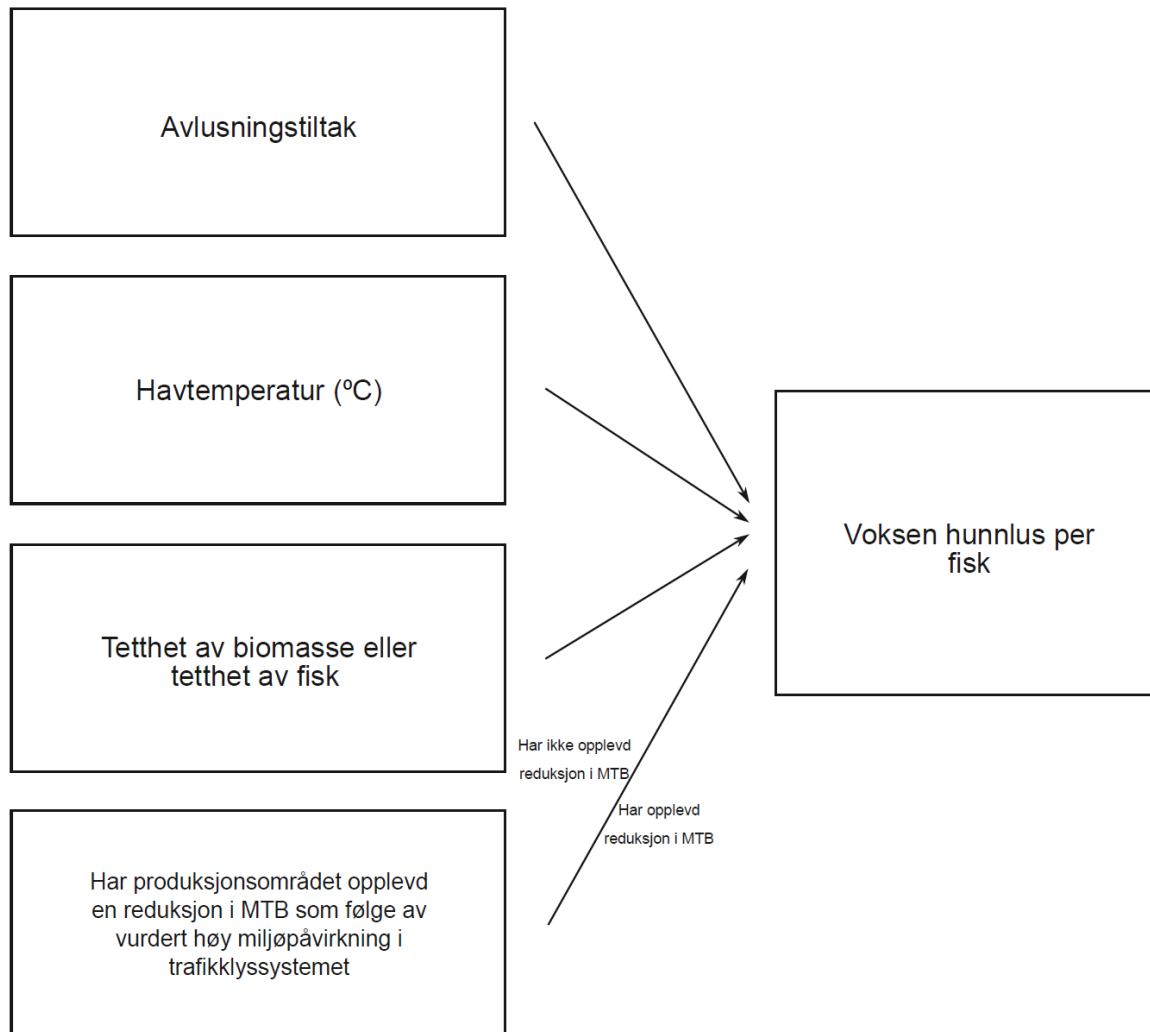 Avlusningstiltak
Havtemperatur (ºC)
Voksen hunnlus per
fisk
Tetthet av biomasse eller
tetthet av fisk
Har ikke opplevd
reduksjon i MTB
Har opplevd
reduksjon i MTB
Har produksjonsområdet opplevd
en reduksjon i MTB som følge av
vurdert høy miljøpåvirkning i
trafikklyssystemet